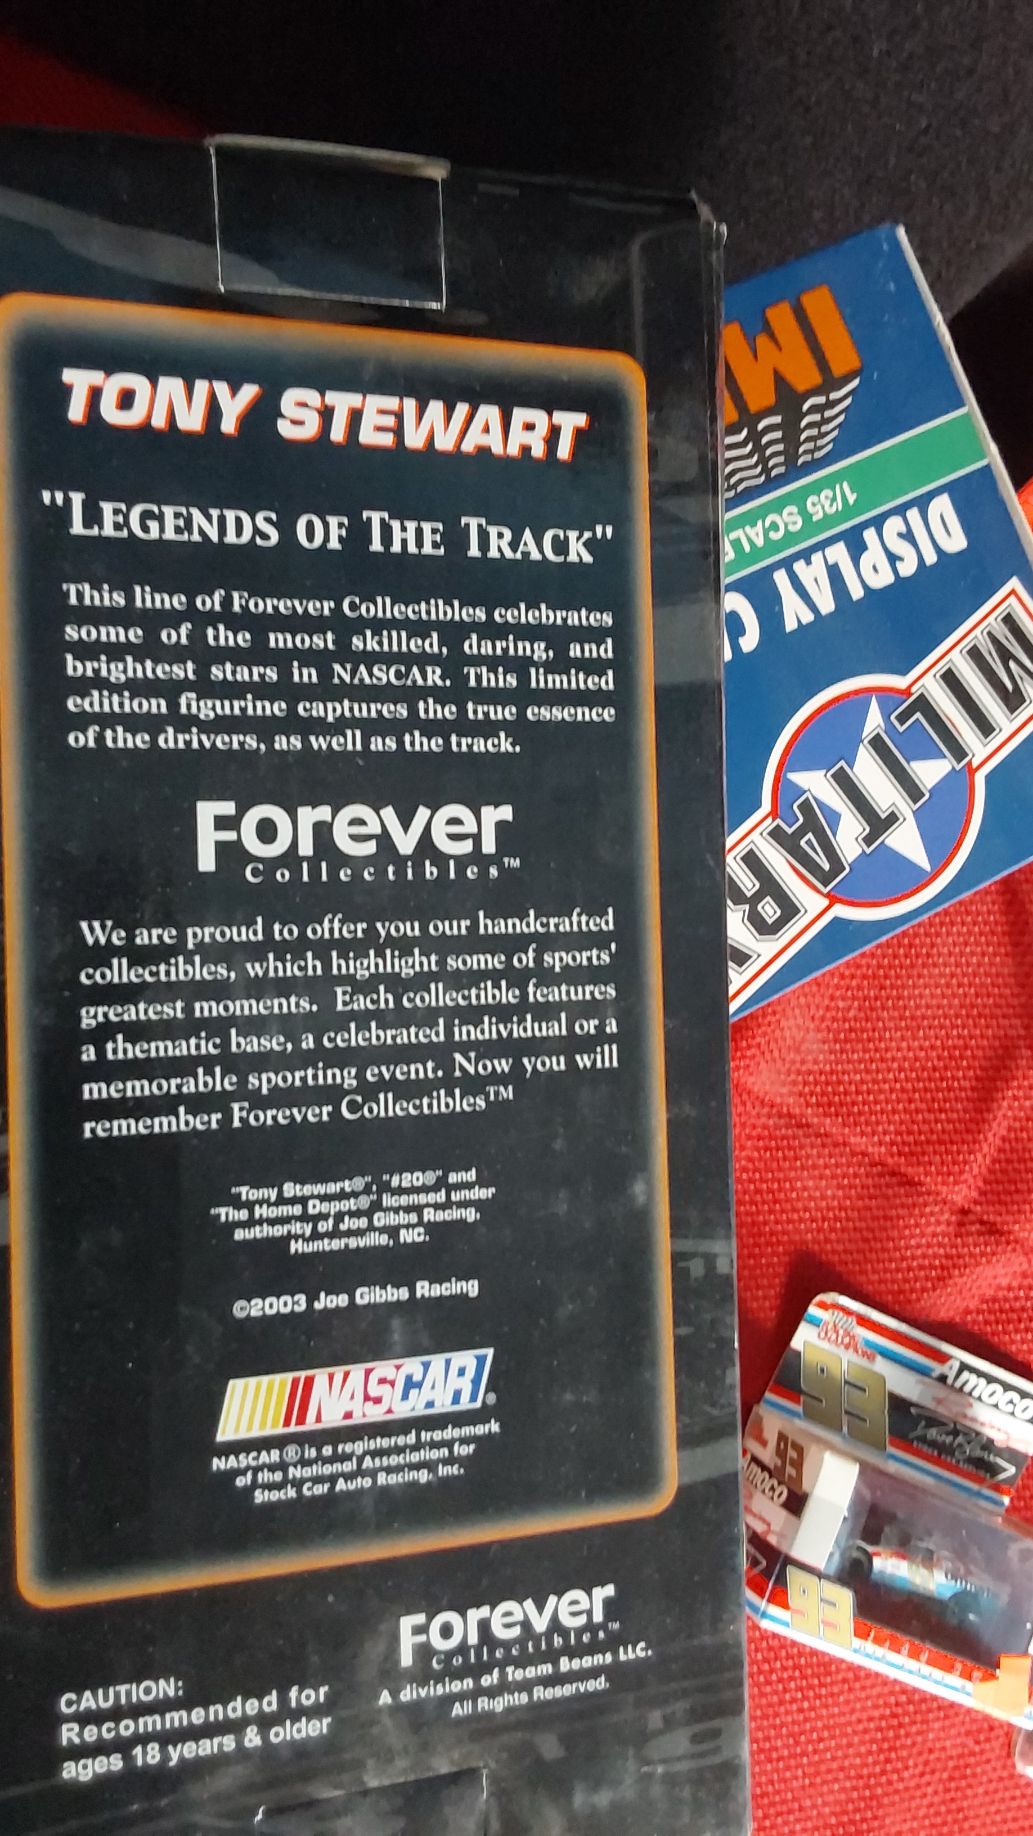 TONY STEWART
"LEGENDS OF THE TRACK"
This line of Forever Collectibles celebrates
some of the most skilled, daring, and
brightest stars in NASCAR. This limited
edition figurine captures the true essence
of the drivers, as well as the track.
Forever
Collectibles™
We are proud to offer you our handcrafted
collectibles, which highlight some of sports'
greatest moments. Each collectible features
a thematic base, a celebrated individual or a
memorable sporting event. Now you will
remember Forever Collectibles™
"Tony Stewart®", "#20®" and
"The Home Depot®" licensed under
authority of Joe Gibbs Racing,
Huntersville, NC.
©2003 Joe Gibbs Racing
NASCAR®
NASCAR ® is a registered trademark
of the National Association for
Stock Car Auto Racing, Inc.
Forever
Collectibles™
A division of Team Beans LLC.
All Rights Reserved.
CAUTION:
Recommended for
ages 18 years & older
MILITARY
DISPLAY
1/35 SCALE
IM
93
Amoco
93
Amoco
93